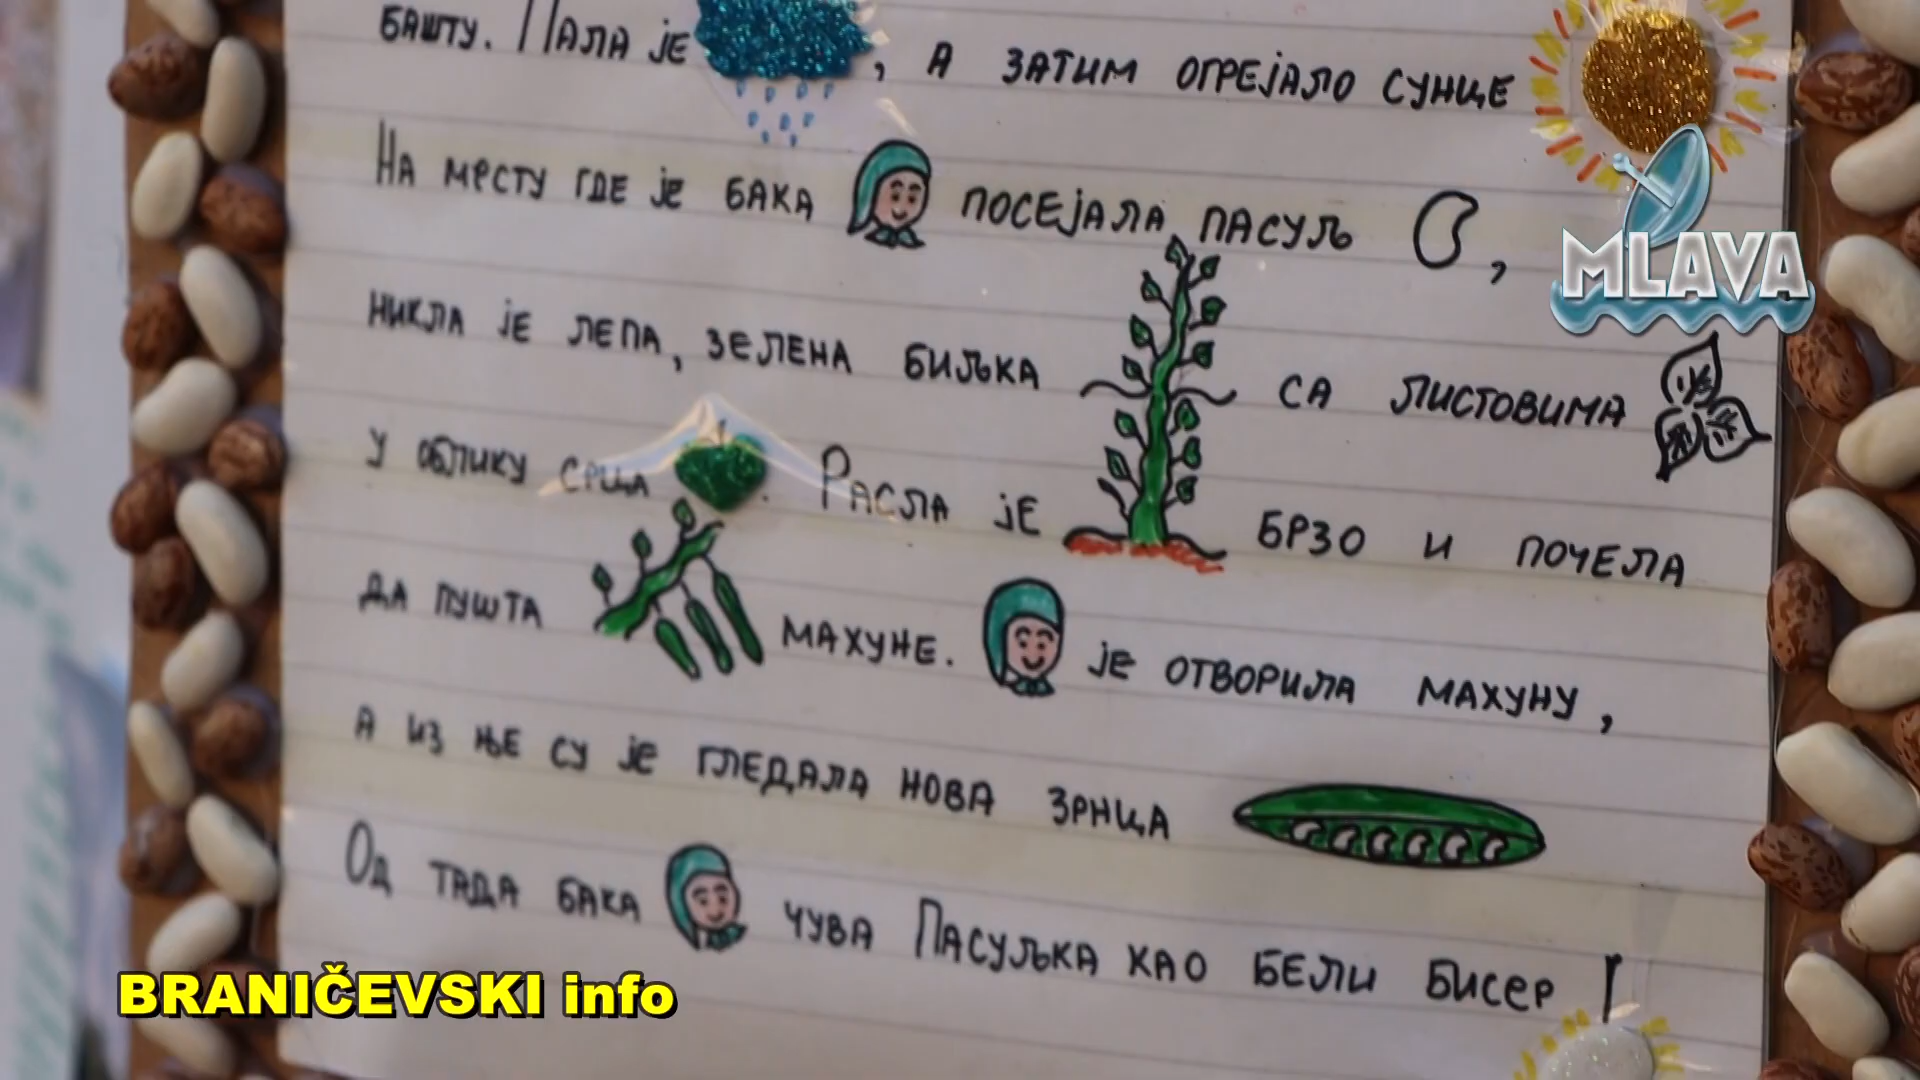 БАШТУ. ПАЛА ЈЕ , А ЗАТИМ ОГРЕЈАЛО СУНЦЕ
НА МЕСТУ ГДЕ ЈЕ БАКА ПОСЕЈАЛА ПАСУЉ ,
НИКЛА ЈЕ ЛЕПА, ЗЕЛЕНА БИЉКА СА ЛИСТОВИМА
У ОБЛИКУ СРЦА . РАСЛА ЈЕ БРЗО И ПОЧЕЛА
ДА ПУШТА МАХУНЕ. ЈЕ ОТВОРИЛА МАХУНУ,
А ИЗ ЊЕ СУ ЈЕ ГЛЕДАЛА НОВА ЗРНЦА
ОД ТАДА БАКА ЧУВА ПАСУЉКА КАО БЕЛИ БИСЕР !
MLAVA
BRANIČEVSKI info